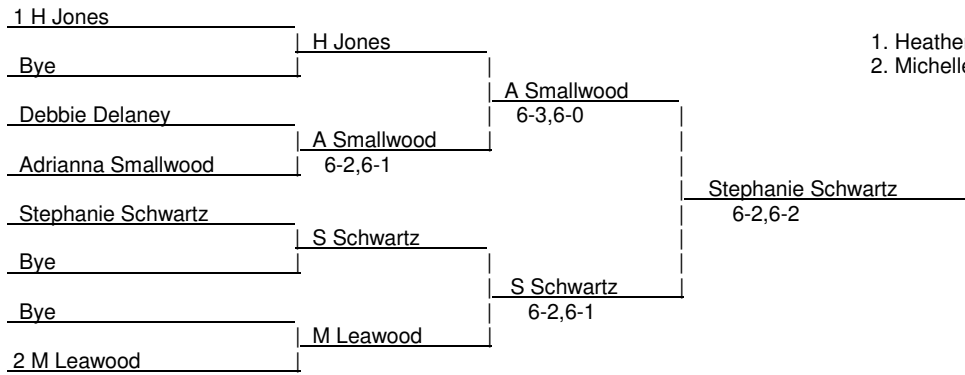 1 H Jones
H Jones
1.
Bye
2.
A Smallwood
Debbie Delaney
6-3,6-0
A Smallwood
Adrianna Smallwood
6-2,6-1
Stephanie Schwartz
Stephanie Schwartz
6-2,6-2
S Schwartz
Bye
S Schwartz
Bye
6-2,6-1
M Leawood
2 M Leawood